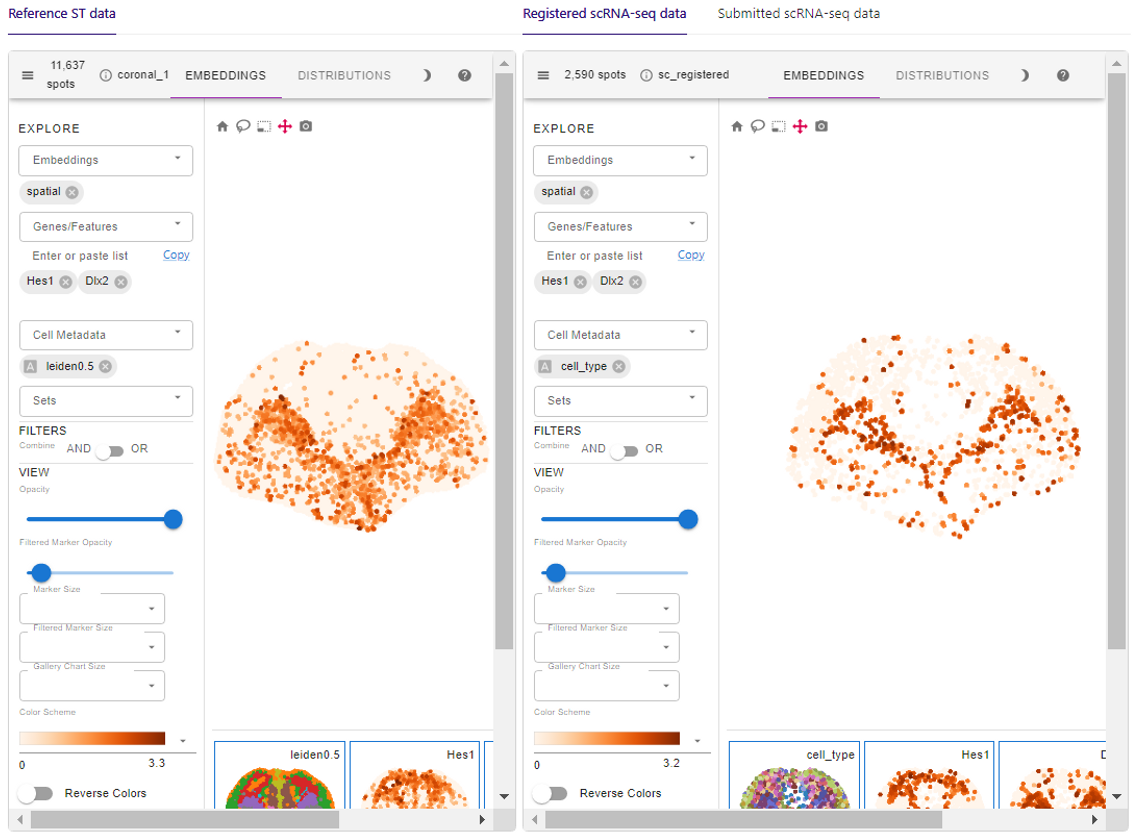 Reference ST data
Registered scRNA-seq data Submitted scRNA-seq data
11,637 spots coronal_1 EMBEDDINGS DISTRIBUTIONS
EXPLORE
Embeddings
spatial
Genes/Features
Enter or paste list Copy
Hes1 Dlx2
Cell Metadata
A leiden0.5
Sets
FILTERS
Combine AND OR
VIEW
Opacity
Filtered Marker Opacity
Marker Size
Filtered Marker Size
Gallery Chart Size
Color Scheme
0 3.3
Reverse Colors
leiden0.5 Hes1
2,590 spots sc_registered EMBEDDINGS DISTRIBUTIONS
EXPLORE
Embeddings
spatial
Genes/Features
Enter or paste list Copy
Hes1 Dlx2
Cell Metadata
A cell_type
Sets
FILTERS
Combine AND OR
VIEW
Opacity
Filtered Marker Opacity
Marker Size
Filtered Marker Size
Gallery Chart Size
Color Scheme
0 3.2
Reverse Colors
cell_type Hes1 D